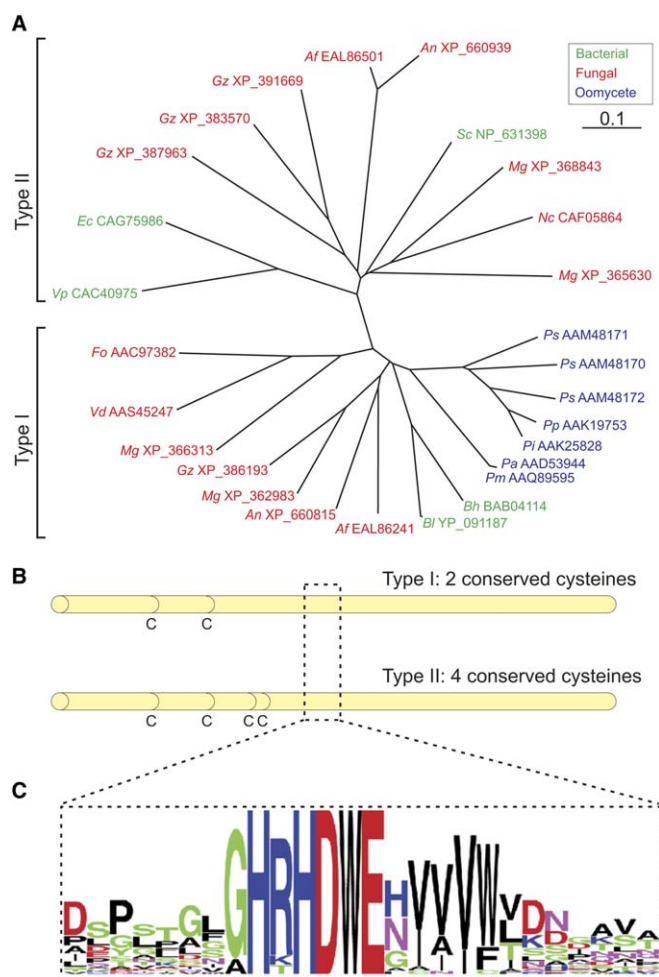 A
Bacterial
Fungal
Oomycete
0.1
Type II
Af EAL86501
An XP_660939
Gz XP_391669
Gz XP_383570
Gz XP_387963
Sc NP_631398
Mg XP_368843
Nc CAF05864
Mg XP_365630
Ec CAG75986
Vp CAC40975
Type I
Fo AAC97382
Vd AAS45247
Mg XP_366313
Gz XP_386193
Mg XP_362983
An XP_660815
Af EAL86241
Bl YP_091187
Bh BAB04114
Ps AAM48171
Ps AAM48170
Ps AAM48172
Pp AAK19753
Pi AAK25828
Pa AAD53944
Pm AAQ89595
B
Type I: 2 conserved cysteines
C C
Type II: 4 conserved cysteines
C C C C
C
DSPSTGLGHRHDWEHVVVWVDN